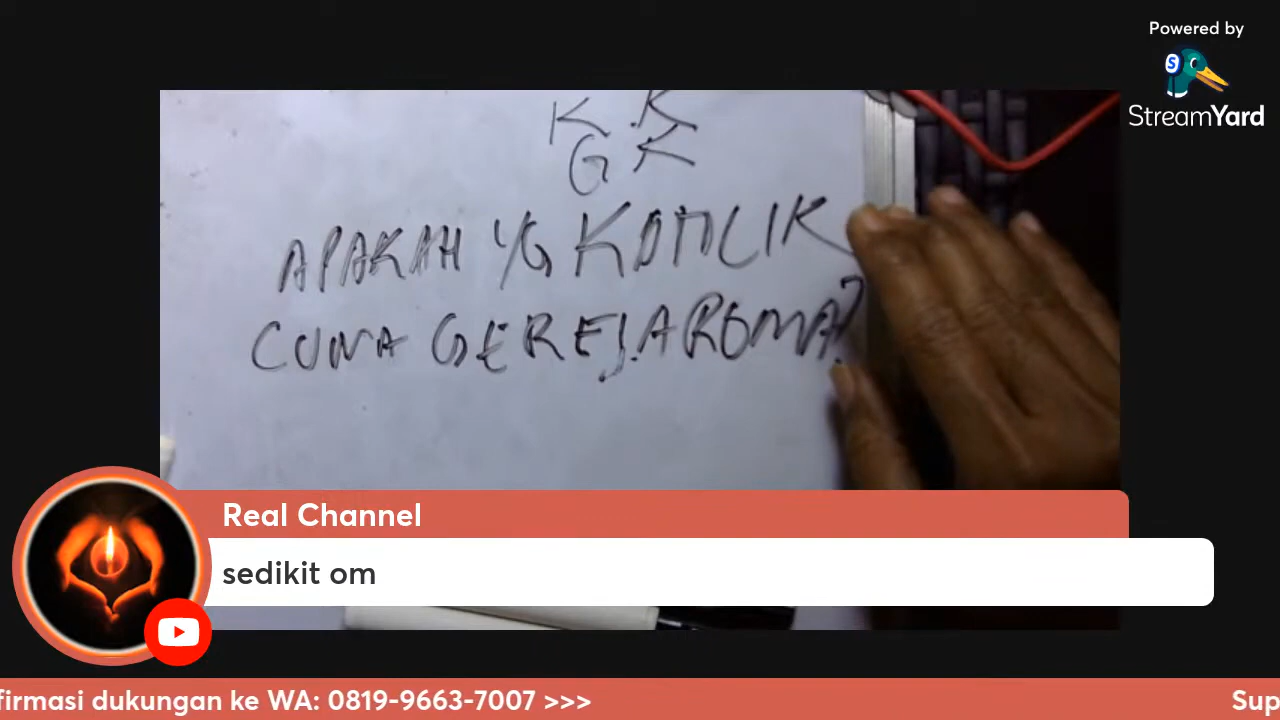 Powered by
StreamYard
K.K
GK
APAKAH YG KATOLIK
CUMA GEREJA ROMA?
Real Channel
sedikit om
firmasi dukungan ke WA: 0819-9663-7007 >>>
Sup